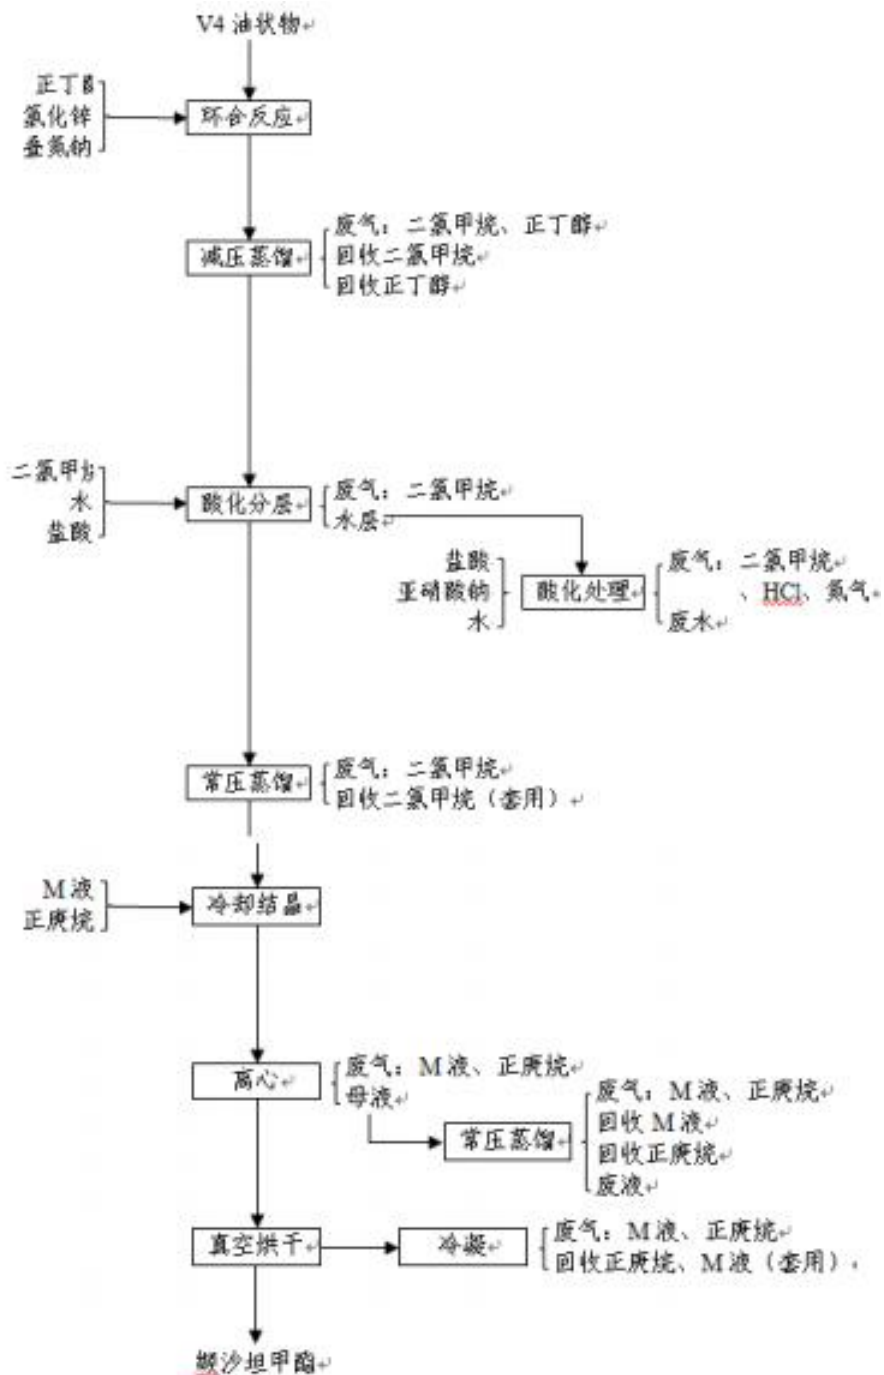 V4 油状物
正丁
氯化锌
叠氮钠
环合反应
减压蒸馏
废气：二氯甲烷、正丁醇
回收二氯甲烷
回收正丁醇
二氯甲
水
盐酸
酸化分层
废气：二氯甲烷
水层
盐酸
亚硝酸钠
水
酸化处理
废气：二氯甲烷
、HCl、氮气。
废水
常压蒸馏
废气：二氯甲烷
回收二氯甲烷（套用）
M 液
正庚烷
冷却结晶
离心
废气：M 液、正庚烷
母液
常压蒸馏
废气：M 液、正庚烷
回收 M 液
回收正庚烷
废液
真空烘干
冷凝
废气：M 液、正庚烷
回收正庚烷、M 液（套用）
缬沙坦甲酯